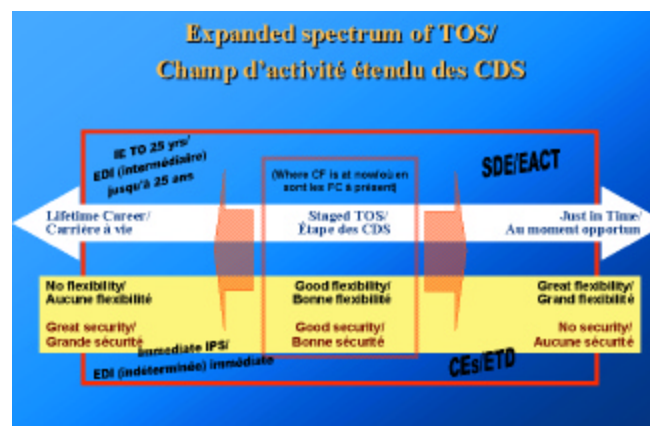 Expanded spectrum of TOS/
Champ d'activité étendu des CDS
IE TO 25 yrs/
EDI (intermédiaire)
jusqu'à 25 ans
(Where CF is at now/où en
sont les FC à présent)
SDE/EACT
Lifetime Career/
Carrière à vie
Staged TOS/
Étape des CDS
Just in Time/
Au moment opportun
No flexibility/
Aucune flexibilité
Good flexibility/
Bonne flexibilité
Great flexibility/
Grand flexibilité
Great security/
Grande sécurité
Good security/
Bonne sécurité
No security/
Aucune sécurité
Immediate IPS/
EDI (indéterminée) immédiate
CEs/ETD